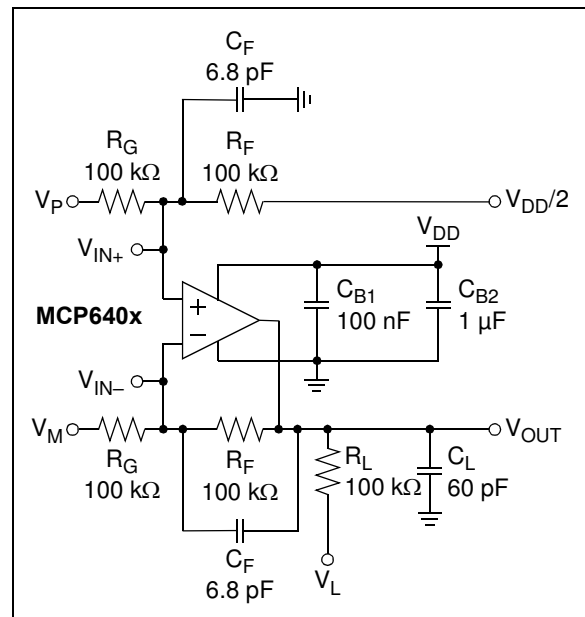 C_F
6.8 pF
R_G
100 kΩ
R_F
100 kΩ
V_P
V_DD/2
V_IN+
V_DD
MCP640x
+
–
C_B1
100 nF
C_B2
1 µF
V_IN–
V_M
V_OUT
R_G
100 kΩ
R_F
100 kΩ
R_L
100 kΩ
C_L
60 pF
C_F
6.8 pF
V_L